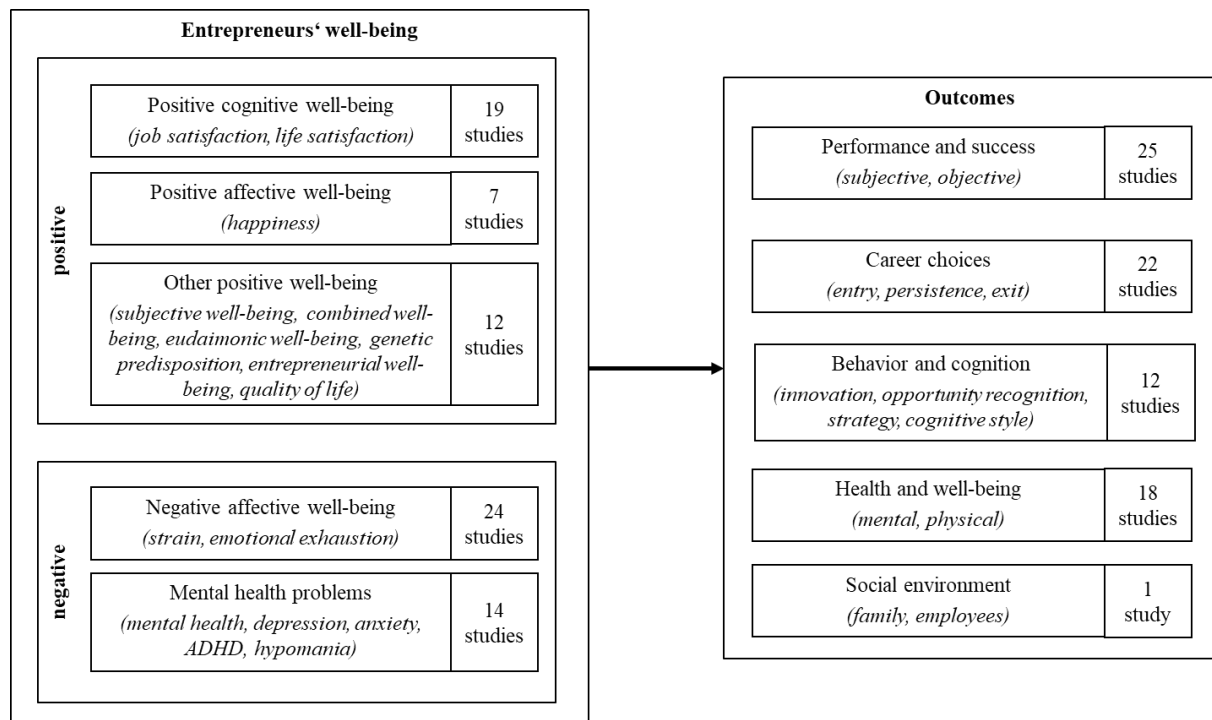 Entrepreneurs‘ well-being
positive
Positive cognitive well-being
(job satisfaction, life satisfaction)
19
studies
Positive affective well-being
(happiness)
7
studies
Other positive well-being
(subjective well-being, combined well-
being, eudaimonic well-being, genetic
predisposition, entrepreneurial well-
being, quality of life)
12
studies
negative
Negative affective well-being
(strain, emotional exhaustion)
24
studies
Mental health problems
(mental health, depression, anxiety,
ADHD, hypomania)
14
studies
Outcomes
Performance and success
(subjective, objective)
25
studies
Career choices
(entry, persistence, exit)
22
studies
Behavior and cognition
(innovation, opportunity recognition,
strategy, cognitive style)
12
studies
Health and well-being
(mental, physical)
18
studies
Social environment
(family, employees)
1
study